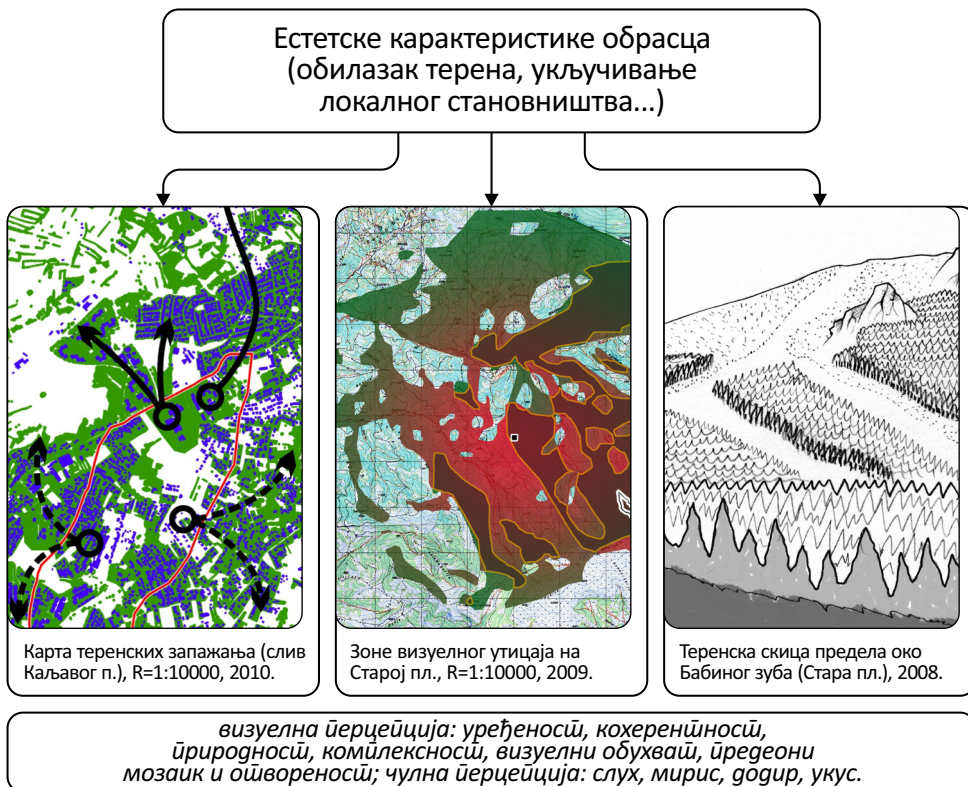 Естетске карактеристике обрасца
(обилазак терена, укључивање
локалног становништва...)
Карта теренских запажања (слив
Каљавог п.), R=1:10000, 2010.
Зоне визуелног утицаја на
Старој пл., R=1:10000, 2009.
Теренска скица предела око
Бабиног зуба (Стара пл.), 2008.
визуелна перцепција: уређеност, кохерентност,
природност, комплексност, визуелни обухват, предеони
мозаик и отвореност; чулна перцепција: слух, мирис, додир, укус.